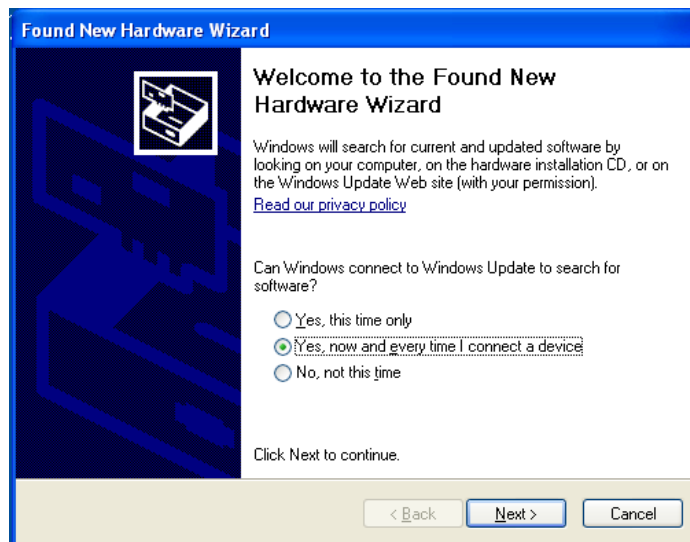 Found New Hardware Wizard
Welcome to the Found New
Hardware Wizard
Windows will search for current and updated software by
looking on your computer, on the hardware installation CD, or on
the Windows Update Web site (with your permission).
Read our privacy policy
Can Windows connect to Windows Update to search for
software?
Yes, this time only
Yes, now and every time I connect a device
No, not this time
Click Next to continue.
< Back Next > Cancel